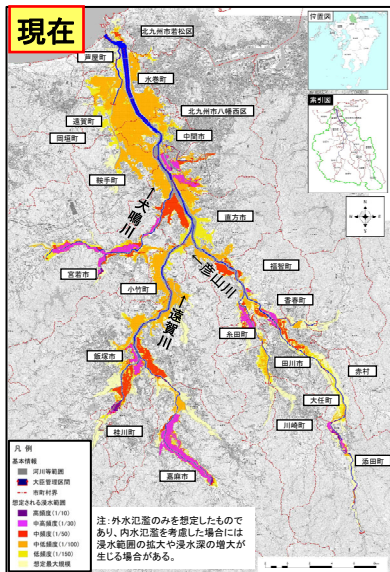 現在
位置図
索引図
北九州市若松区
芦屋町
水巻町
北九州市八幡西区
遠賀町
岡垣町
中間市
鞍手町
←犬鳴川
直方市
宮若市
←彦山川
福智町
小竹町
香春町
←遠賀川
糸田町
飯塚市
田川市
赤村
大任町
川崎町
桂川町
添田町
嘉麻市
凡 例
基本情報
河川等範囲
大臣管理区間
市町村界
想定される浸水範囲
高頻度(1/10)
中高頻度(1/30)
中頻度(1/50)
中低頻度(1/100)
低頻度(1/150)
想定最大規模
注:外水氾濫のみを想定したもので
あり、内水氾濫を考慮した場合には
浸水範囲の拡大や浸水深の増大が
生じる場合がある。